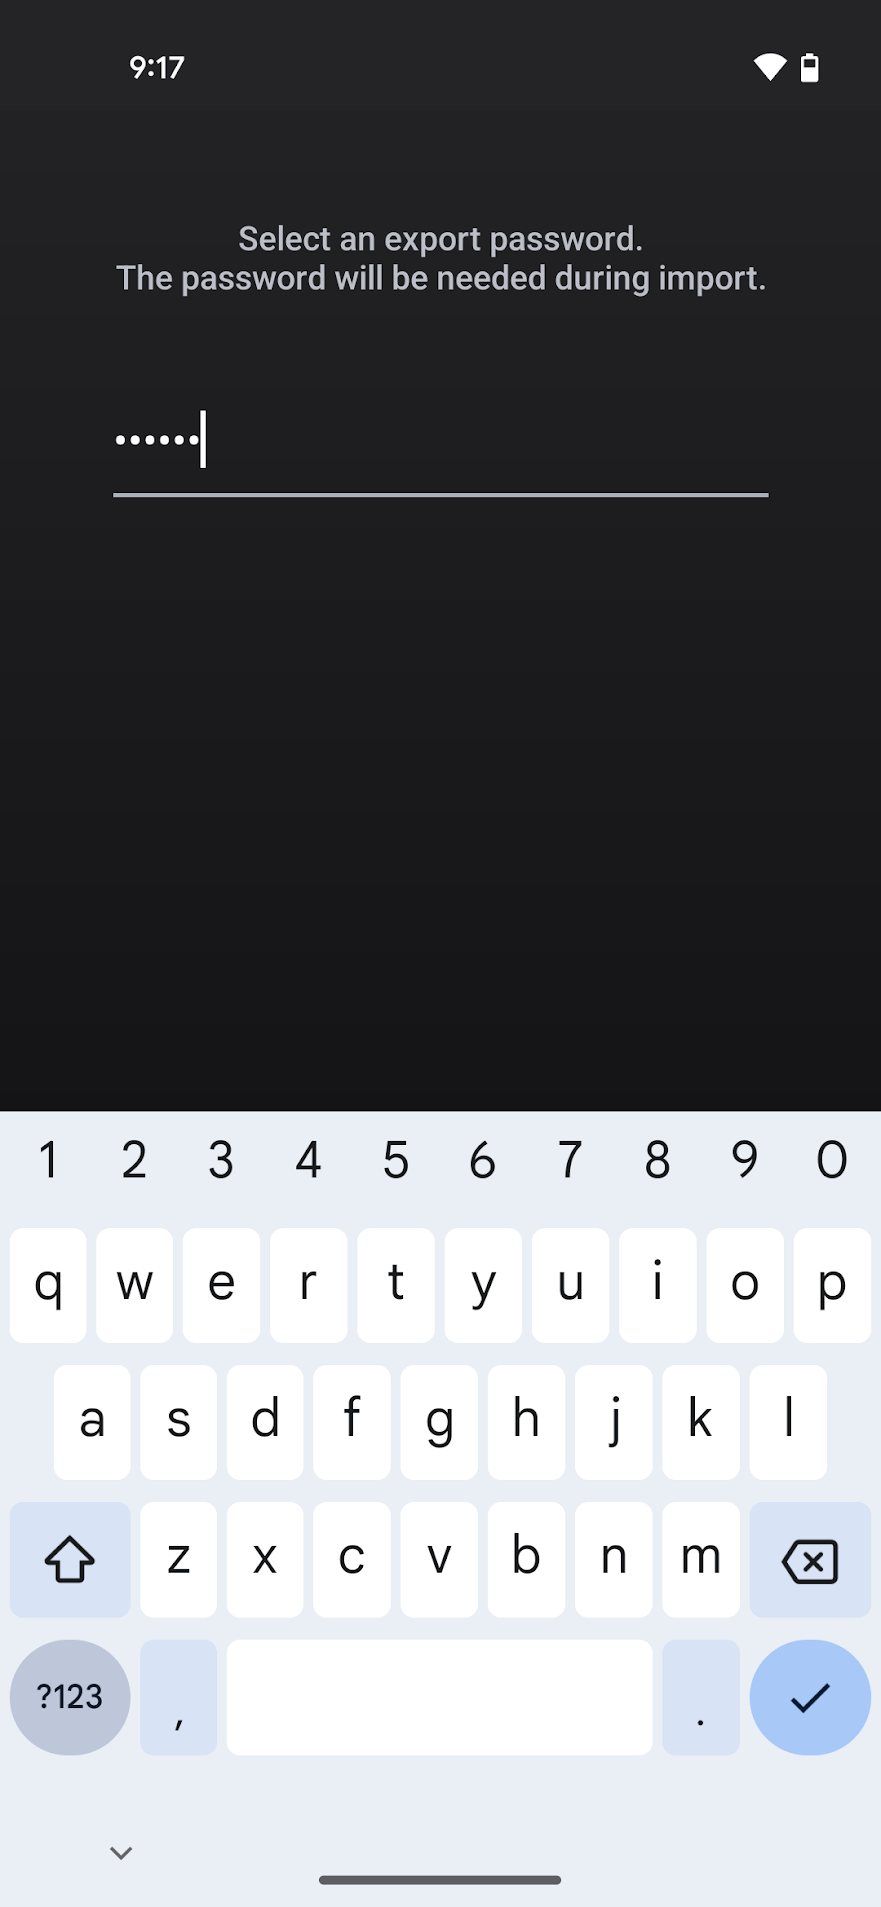 9:17
Select an export password.
The password will be needed during import.
••••••
1 2 3 4 5 6 7 8 9 0
q w e r t y u i o p
a s d f g h j k l
z x c v b n m
?123 , .